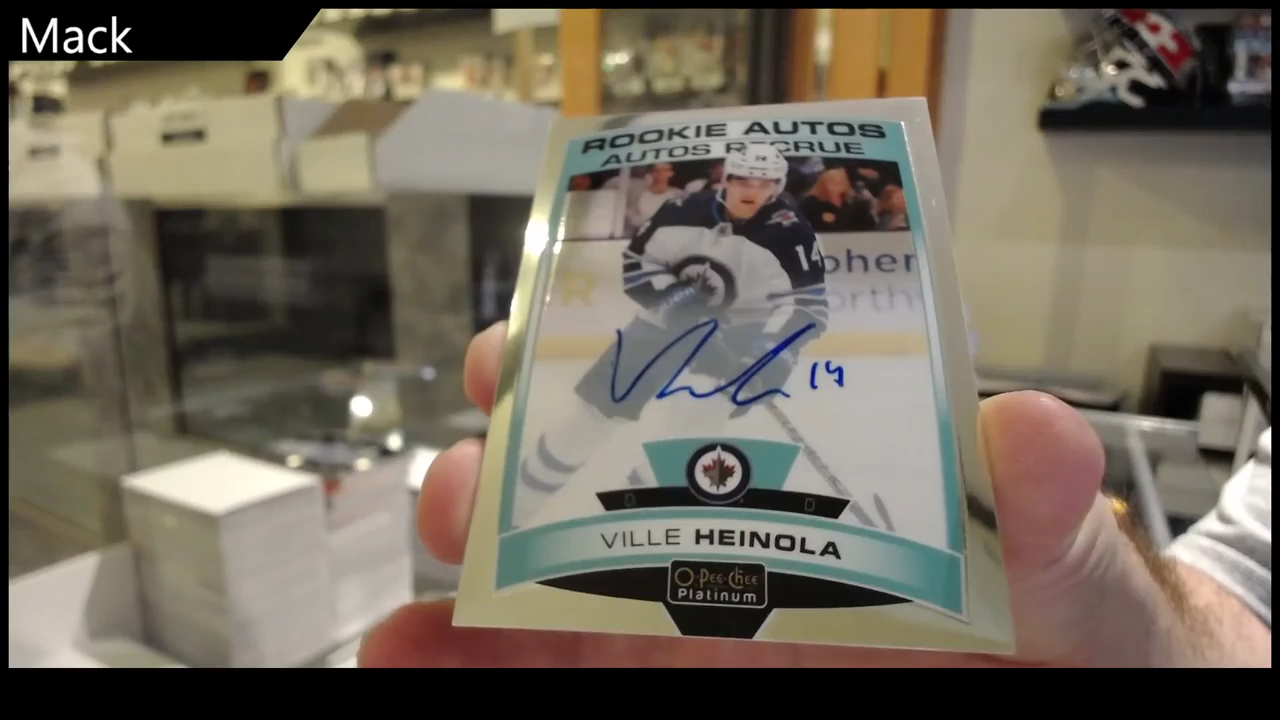 Mack
ROOKIE AUTOS
AUTOS RECRUE
14
VILLE HEINOLA
O-Pee-Chee
Platinum
14
D
D